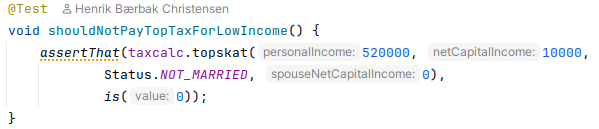 @Test Henrik Bærbak Christensen
void shouldNotPayTopTaxForLowIncome() {
assertThat(taxcalc.topskat( personalIncome: 520000, netCapitalIncome: 10000,
Status.NOT_MARRIED, spouseNetCapitalIncome: 0),
is( value: 0));
}